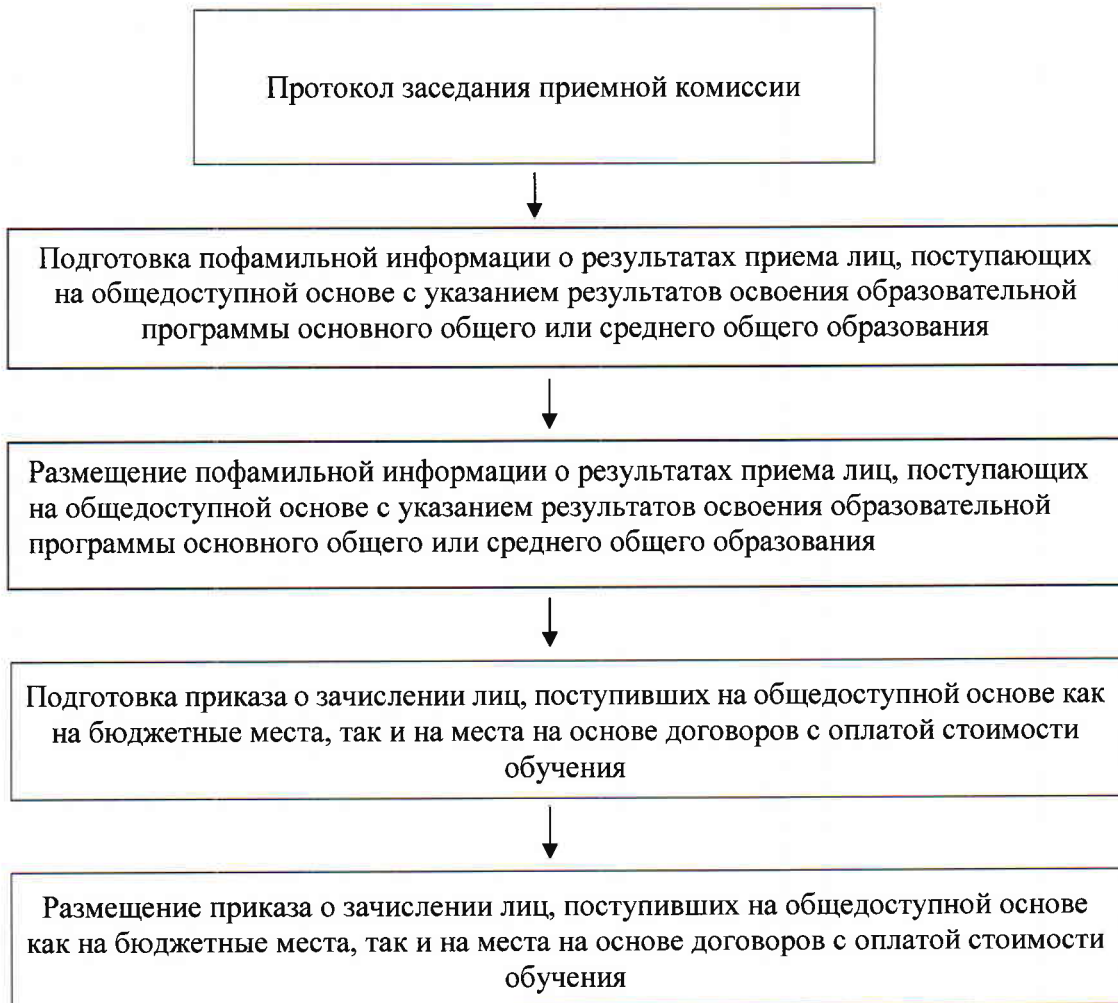 Протокол заседания приемной комиссии
Подготовка пофамильной информации о результатах приема лиц, поступающих
на общедоступной основе с указанием результатов освоения образовательной
программы основного общего или среднего общего образования
Размещение пофамильной информации о результатах приема лиц, поступающих
на общедоступной основе с указанием результатов освоения образовательной
программы основного общего или среднего общего образования
Подготовка приказа о зачислении лиц, поступивших на общедоступной основе как
на бюджетные места, так и на места на основе договоров с оплатой стоимости
обучения
Размещение приказа о зачислении лиц, поступивших на общедоступной основе
как на бюджетные места, так и на места на основе договоров с оплатой стоимости
обучения